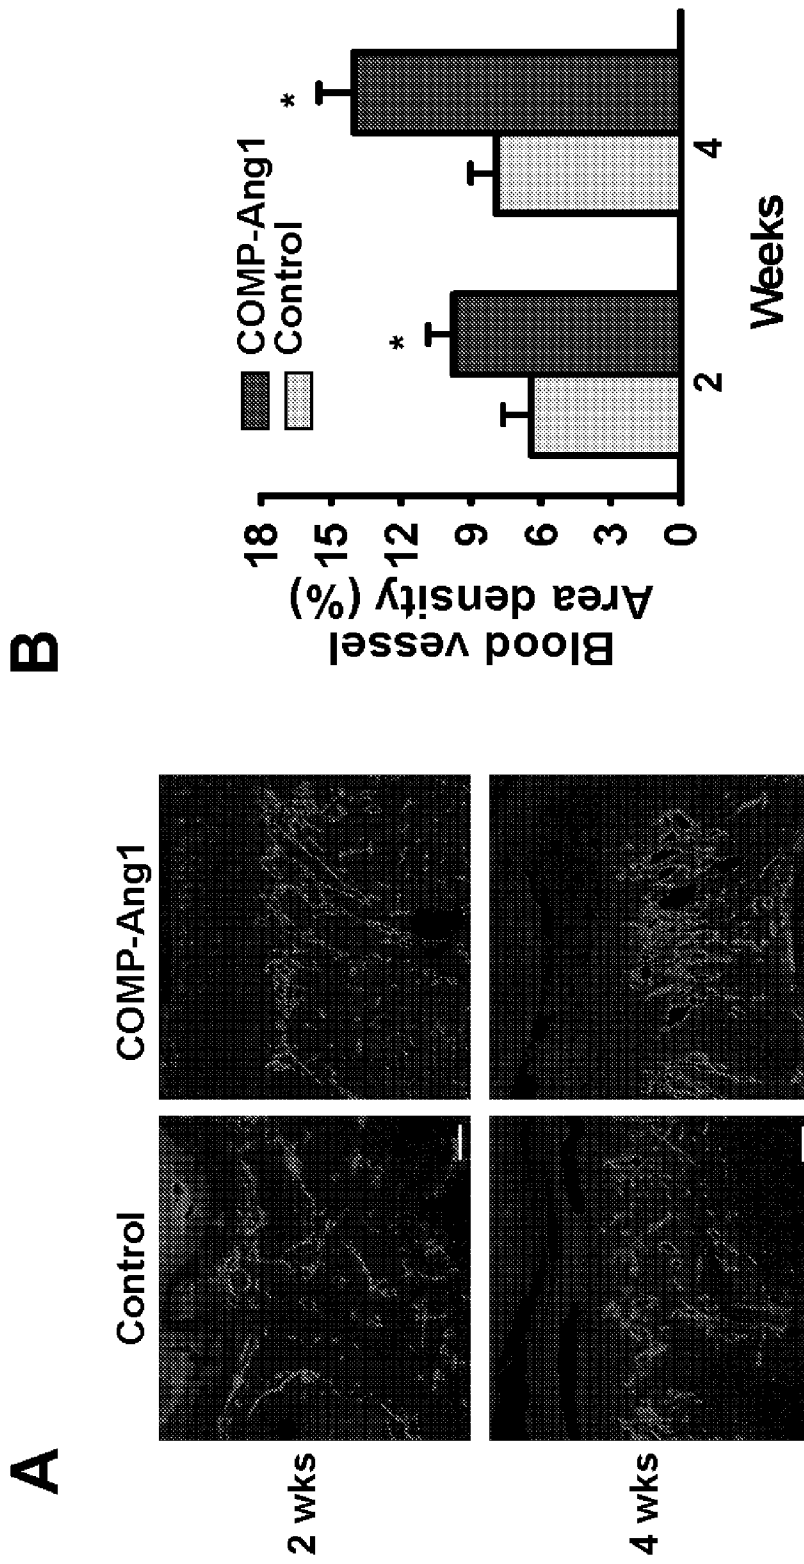 A
Control
COMP-Ang1
2 wks
4 wks
B
COMP-Ang1
Control
Blood vessel
Area density (%)
18
15
12
9
6
3
0
*
*
2
4
Weeks